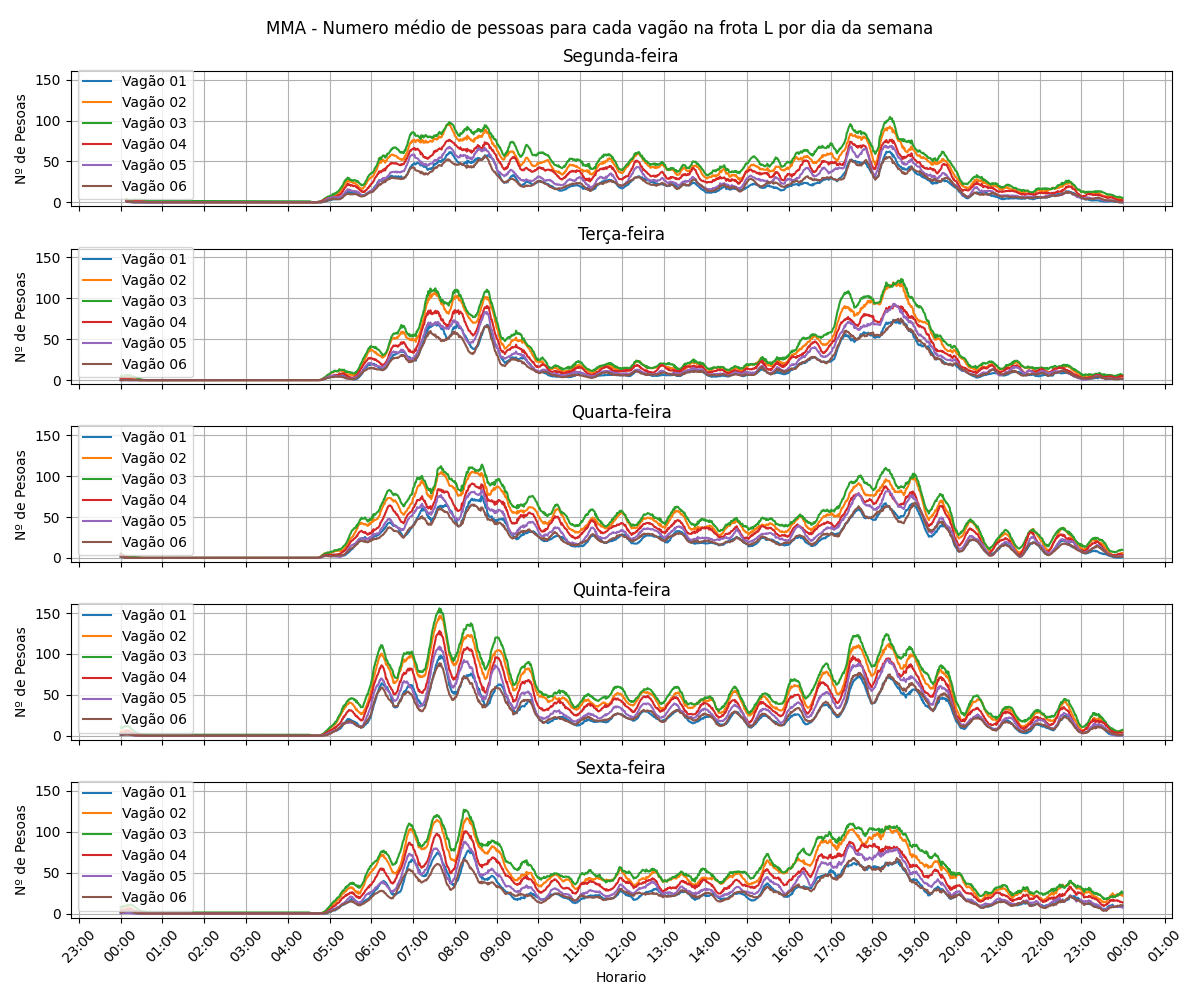 MMA - Numero médio de pessoas para cada vagão na frota L por dia da semana
Segunda-feira
150
100
50
0
Nº de Pesoas
Vagão 01
Vagão 02
Vagão 03
Vagão 04
Vagão 05
Vagão 06
Terça-feira
150
100
50
0
Nº de Pesoas
Vagão 01
Vagão 02
Vagão 03
Vagão 04
Vagão 05
Vagão 06
Quarta-feira
150
100
50
0
Nº de Pesoas
Vagão 01
Vagão 02
Vagão 03
Vagão 04
Vagão 05
Vagão 06
Quinta-feira
150
100
50
0
Nº de Pesoas
Vagão 01
Vagão 02
Vagão 03
Vagão 04
Vagão 05
Vagão 06
Sexta-feira
150
100
50
0
Nº de Pesoas
Vagão 01
Vagão 02
Vagão 03
Vagão 04
Vagão 05
Vagão 06
23:00 00:00 01:00 02:00 03:00 04:00 05:00 06:00 07:00 08:00 09:00 10:00 11:00 12:00 13:00 14:00 15:00 16:00 17:00 18:00 19:00 20:00 21:00 22:00 23:00 00:00 01:00
Horario